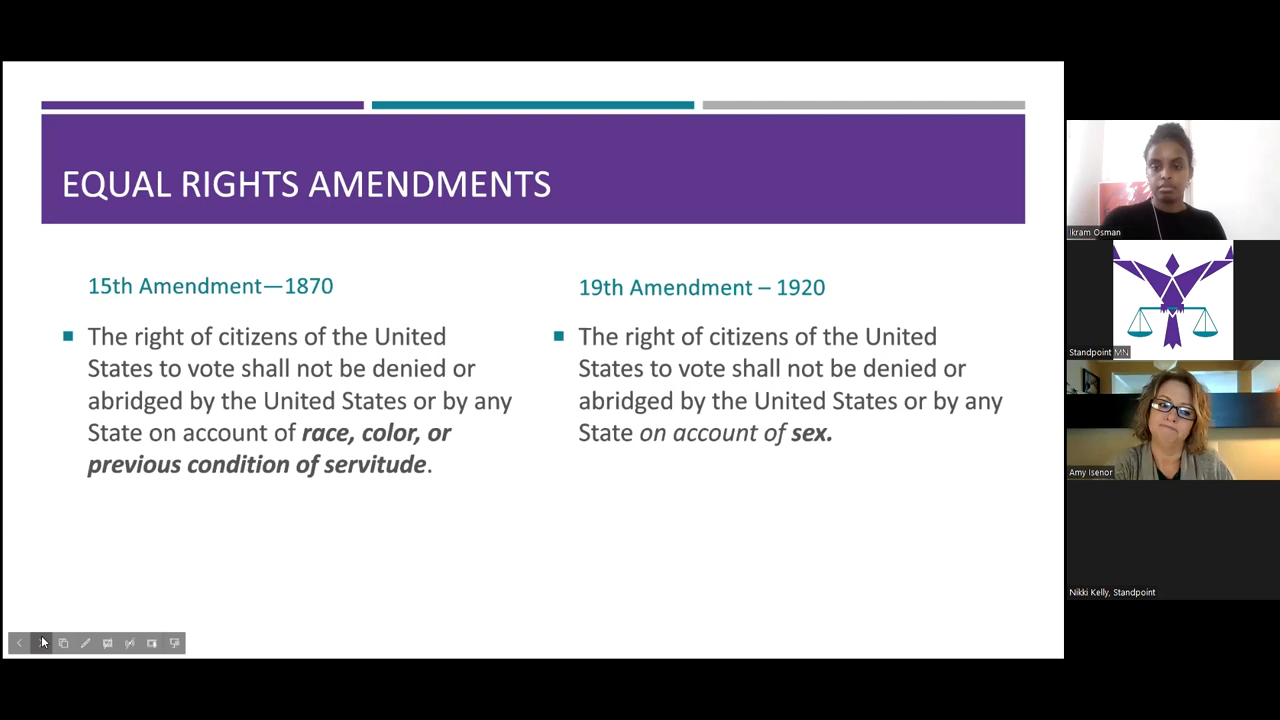 EQUAL RIGHTS AMENDMENTS
15th Amendment—1870
The right of citizens of the United
States to vote shall not be denied or
abridged by the United States or by any
State on account of race, color, or
previous condition of servitude.
19th Amendment – 1920
The right of citizens of the United
States to vote shall not be denied or
abridged by the United States or by any
State on account of sex.
Ikram Osman
Standpoint MN
Amy Isenor
Nikki Kelly, Standpoint